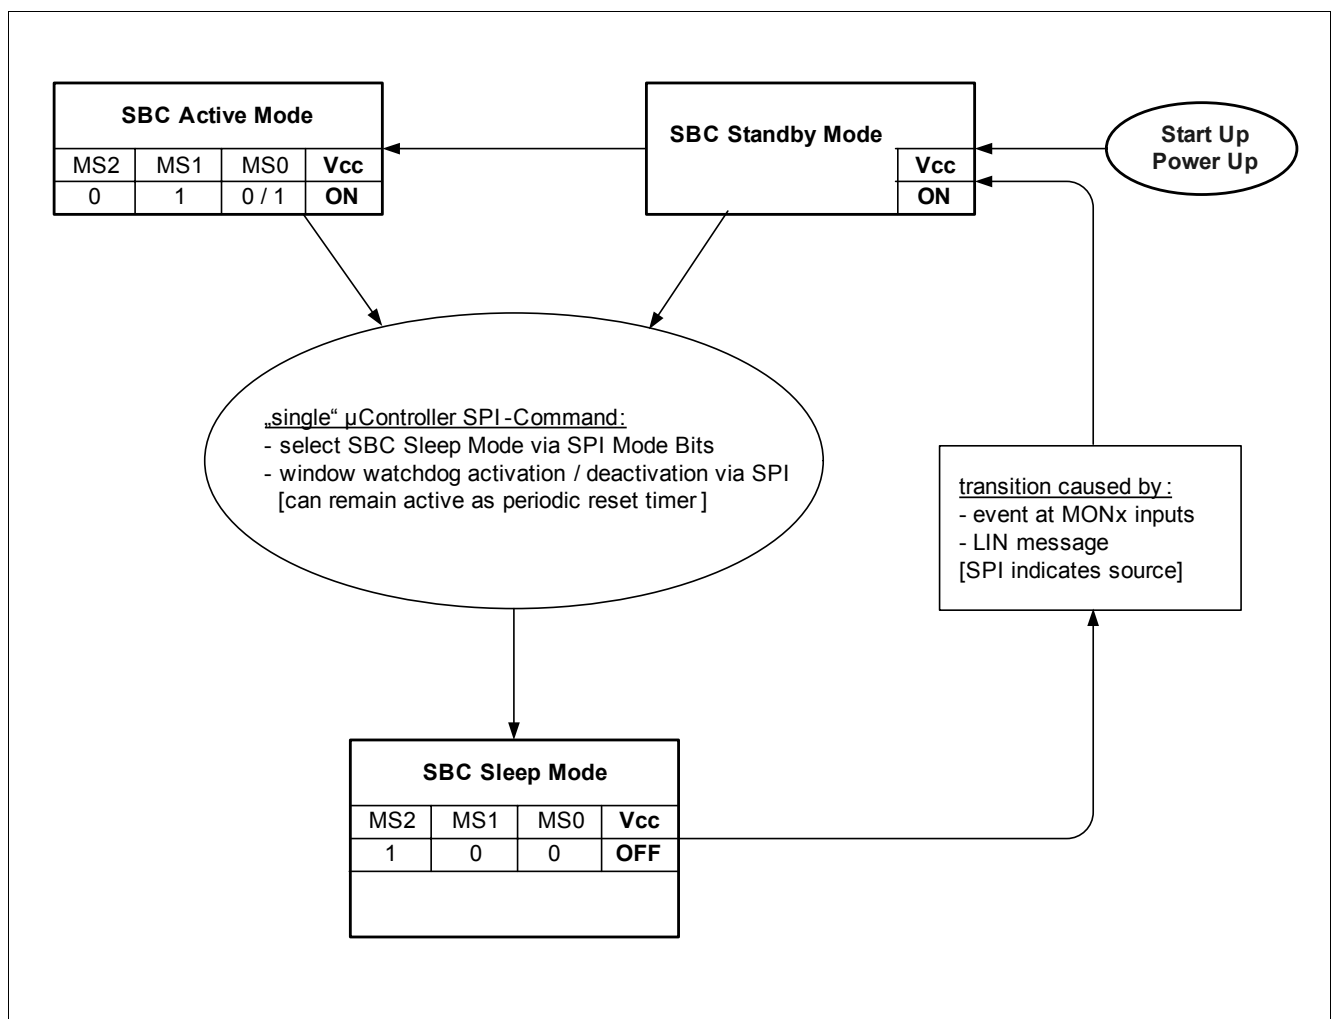 SBC Active Mode
MS2 MS1 MS0 Vcc
0 1 0 / 1 ON
SBC Standby Mode
Vcc
ON
Start Up
Power Up
„single“ µController SPI-Command:
- select SBC Sleep Mode via SPI Mode Bits
- window watchdog activation / deactivation via SPI
[can remain active as periodic reset timer]
transition caused by:
- event at MONx inputs
- LIN message
[SPI indicates source]
SBC Sleep Mode
MS2 MS1 MS0 Vcc
1 0 0 OFF